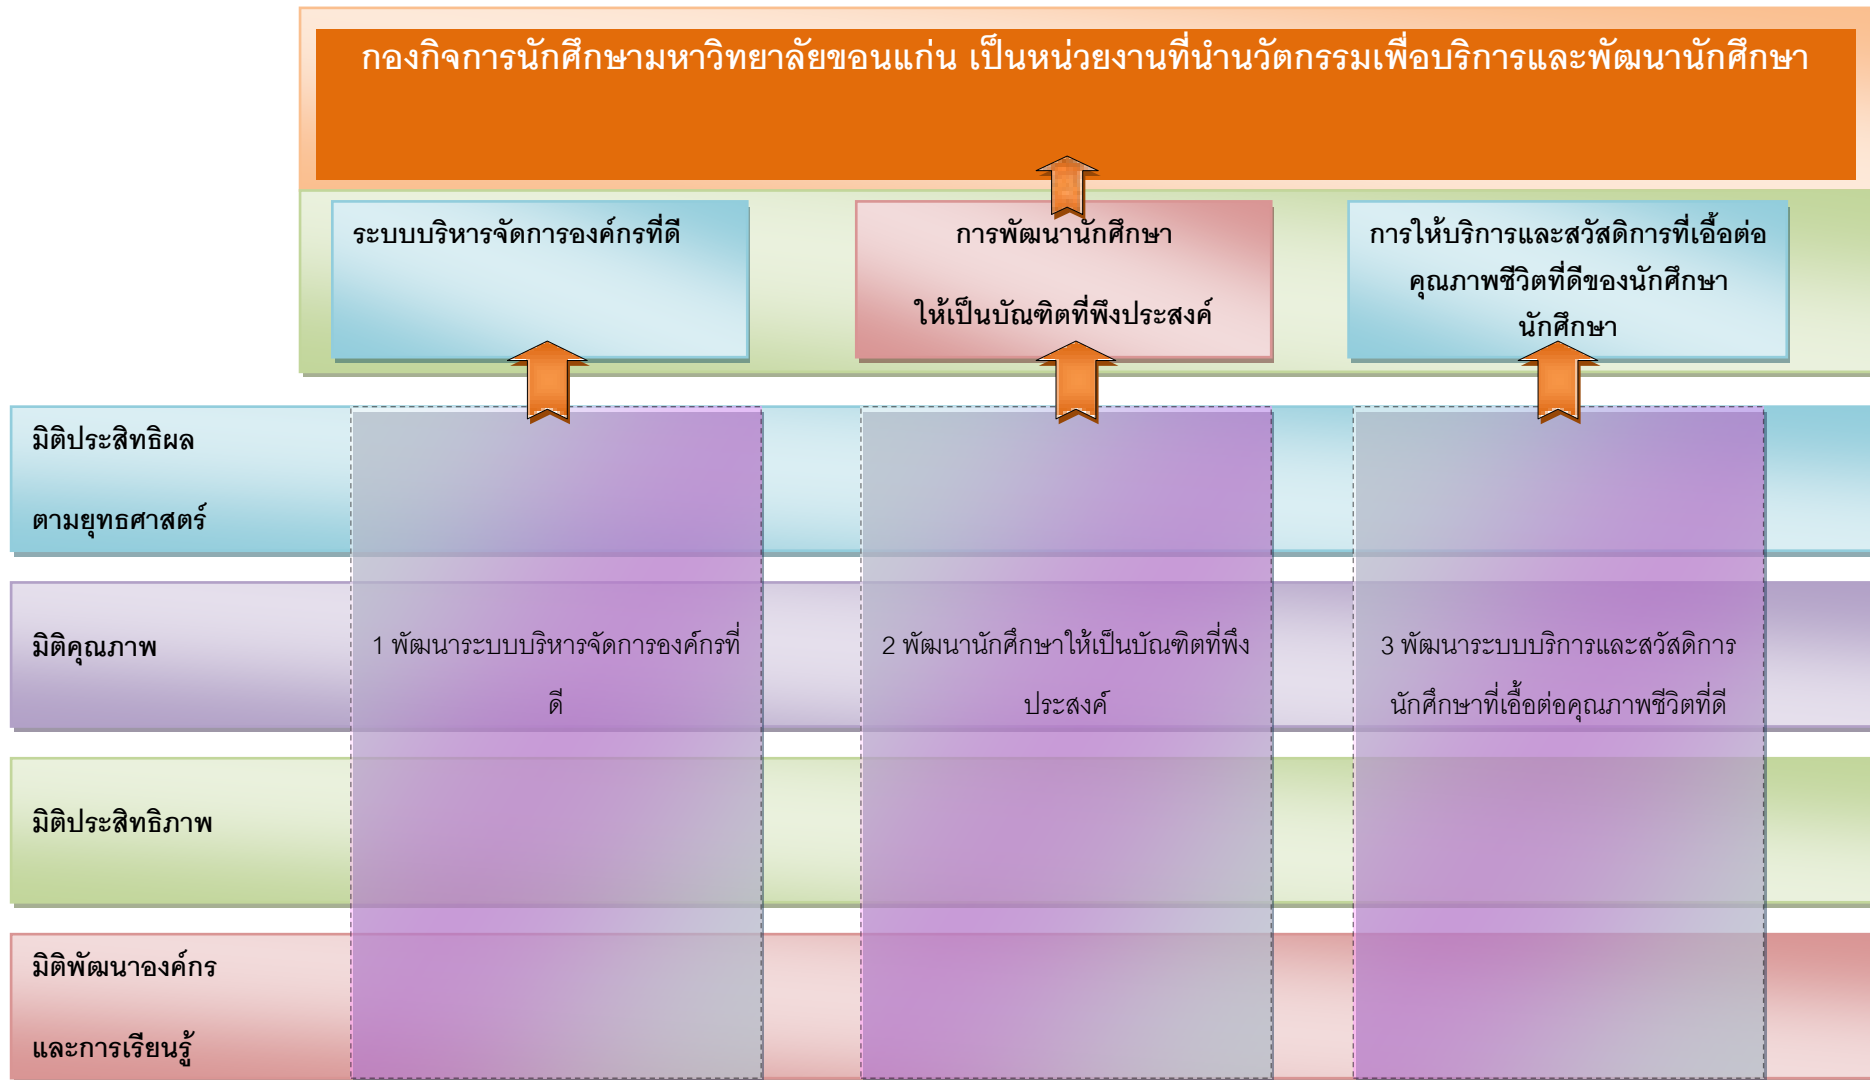 กองกิจการนักศึกษามหาวิทยาลัยขอนแก่น เป็นหน่วยงานที่นำนวัตกรรมเพื่อบริการและพัฒนานักศึกษา
ระบบบริหารจัดการองค์กรที่ดี
การพัฒนานักศึกษา
ให้เป็นบัณฑิตที่พึงประสงค์
การให้บริการและสวัสดิการที่เอื้อต่อ
คุณภาพชีวิตที่ดีของนักศึกษา
นักศึกษา
มิติประสิทธิผล
ตามยุทธศาสตร์
มิติคุณภาพ
1 พัฒนาระบบบริหารจัดการองค์กรที่
ดี
2 พัฒนานักศึกษาให้เป็นบัณฑิตที่พึง
ประสงค์
3 พัฒนาระบบบริการและสวัสดิการ
นักศึกษาที่เอื้อต่อคุณภาพชีวิตที่ดี
มิติประสิทธิภาพ
มิติพัฒนาองค์กร
และการเรียนรู้